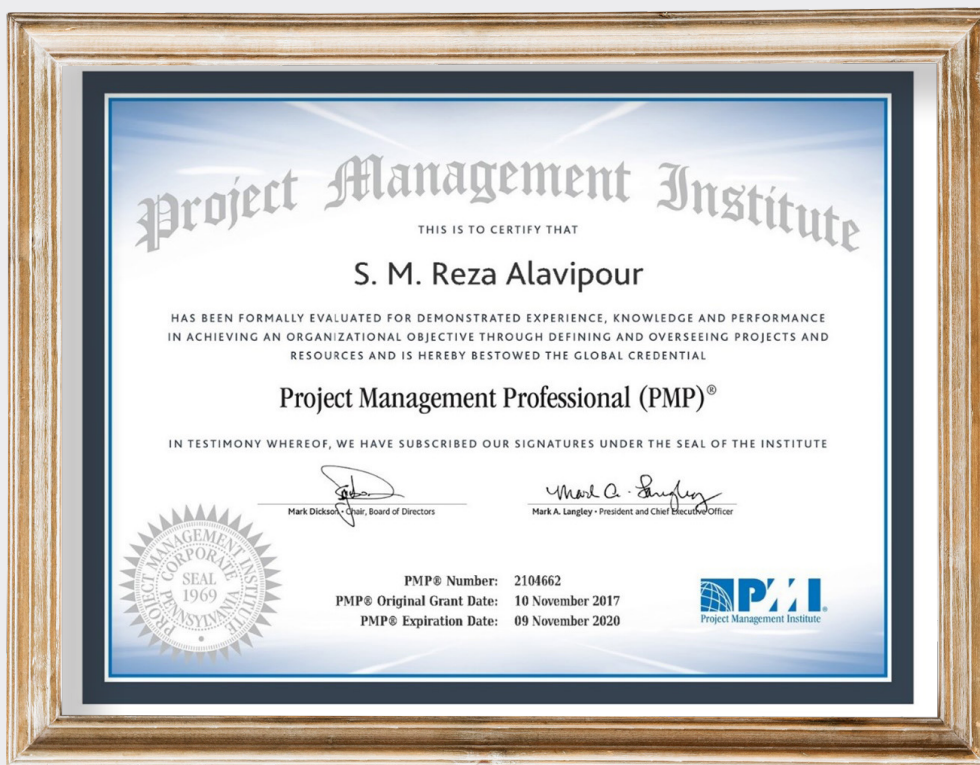 Project Management Institute
THIS IS TO CERTIFY THAT
S. M. Reza Alavipour
HAS BEEN FORMALLY EVALUATED FOR DEMONSTRATED EXPERIENCE, KNOWLEDGE AND PERFORMANCE
IN ACHIEVING AN ORGANIZATIONAL OBJECTIVE THROUGH DEFINING AND OVERSEEING PROJECTS AND
RESOURCES AND IS HEREBY BESTOWED THE GLOBAL CREDENTIAL
Project Management Professional (PMP)®
IN TESTIMONY WHEREOF, WE HAVE SUBSCRIBED OUR SIGNATURES UNDER THE SEAL OF THE INSTITUTE
Mark A. Langley
Mark Dickson • Chair, Board of Directors
Mark A. Langley • President and Chief Executive Officer
PROJECT MANAGEMENT INSTITUTE
CORPORATE
SEAL
1969
PENNSYLVANIA
PMP® Number: 2104662
PMP® Original Grant Date: 10 November 2017
PMP® Expiration Date: 09 November 2020
PMI®
Project Management Institute